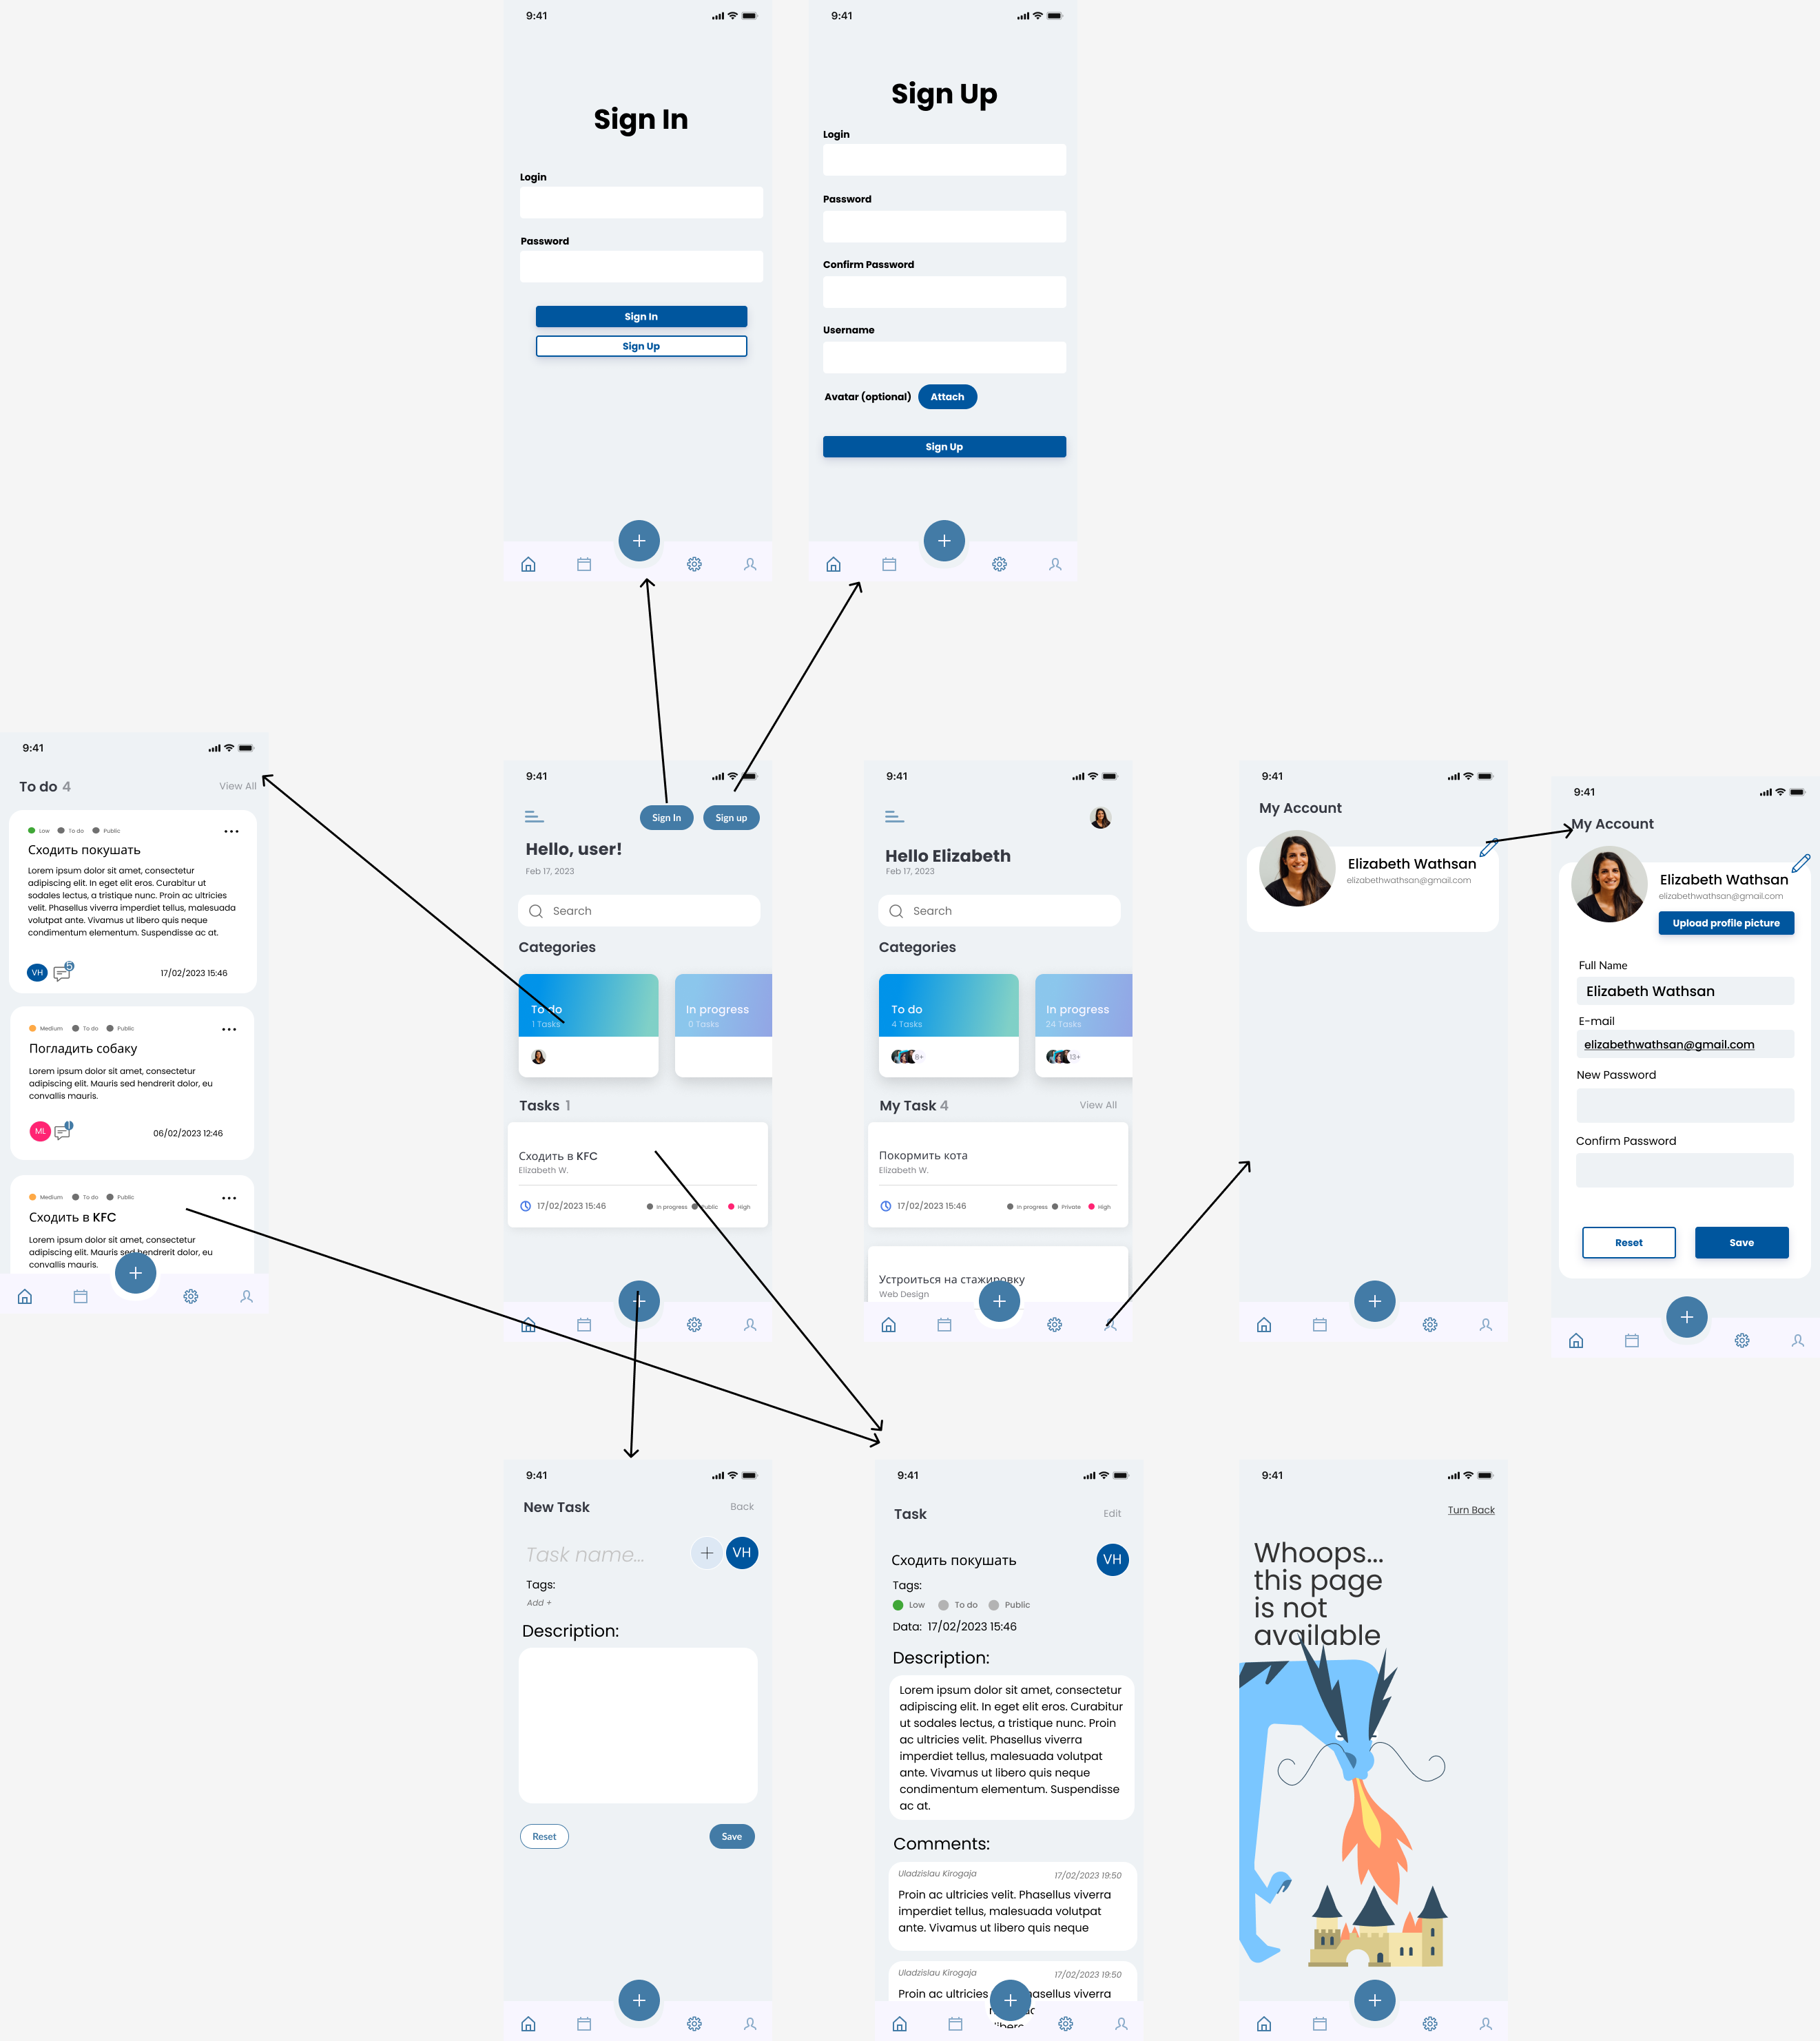 9:41
Sign In
Login
Password
Sign In
Sign Up
9:41
Sign Up
Login
Password
Confirm Password
Username
Avatar (optional)
Attach
Sign Up
9:41
To do 4
View All
Low To do Public
Сходить покушать
Lorem ipsum dolor sit amet, consectetur
adipiscing elit. In eget elit eros. Curabitur ut
sodales lectus, a tristique nunc. Proin ac ultricies
velit. Phasellus viverra imperdiet tellus, malesuada
volutpat ante. Vivamus ut libero quis neque
condimentum elementum. Suspendisse ac at.
VH
5
17/02/2023 15:46
Medium To do Public
Погладить собаку
Lorem ipsum dolor sit amet, consectetur
adipiscing elit. Mauris sed hendrerit dolor, eu
convallis mauris.
ML
1
06/02/2023 12:46
Medium To do Public
Сходить в KFC
Lorem ipsum dolor sit amet, consectetur
adipiscing elit. Mauris sed hendrerit dolor, eu
convallis mauris.
9:41
Sign In
Sign up
Hello, user!
Feb 17, 2023
Search
Categories
To do
1 Tasks
In progress
0 Tasks
Tasks 1
Сходить в KFC
Elizabeth W.
17/02/2023 15:46
In progress Public High
9:41
Hello Elizabeth
Feb 17, 2023
Search
Categories
To do
4 Tasks
8+
In progress
24 Tasks
13+
My Task 4
View All
Покормить кота
Elizabeth W.
17/02/2023 15:46
In progress Private High
Устроиться на стажировку
Web Design
9:41
My Account
Elizabeth Wathsan
elizabethwathsan@gmail.com
9:41
My Account
Elizabeth Wathsan
elizabethwathsan@gmail.com
Upload profile picture
Full Name
Elizabeth Wathsan
E-mail
elizabethwathsan@gmail.com
New Password
Confirm Password
Reset
Save
9:41
New Task
Back
Task name...
VH
Tags:
Add +
Description:
Reset
Save
9:41
Task
Edit
Сходить покушать
VH
Tags:
Low To do Public
Data: 17/02/2023 15:46
Description:
Lorem ipsum dolor sit amet, consectetur
adipiscing elit. In eget elit eros. Curabitur
ut sodales lectus, a tristique nunc. Proin
ac ultricies velit. Phasellus viverra
imperdiet tellus, malesuada volutpat
ante. Vivamus ut libero quis neque
condimentum elementum. Suspendisse
ac at.
Comments:
Uladzislau Kirogaja
17/02/2023 19:50
Proin ac ultricies velit. Phasellus viverra
imperdiet tellus, malesuada volutpat
ante. Vivamus ut libero quis neque
Uladzislau Kirogaja
17/02/2023 19:50
Proin ac ultricies viverra
9:41
Turn Back
Whoops...
this page
is not
available